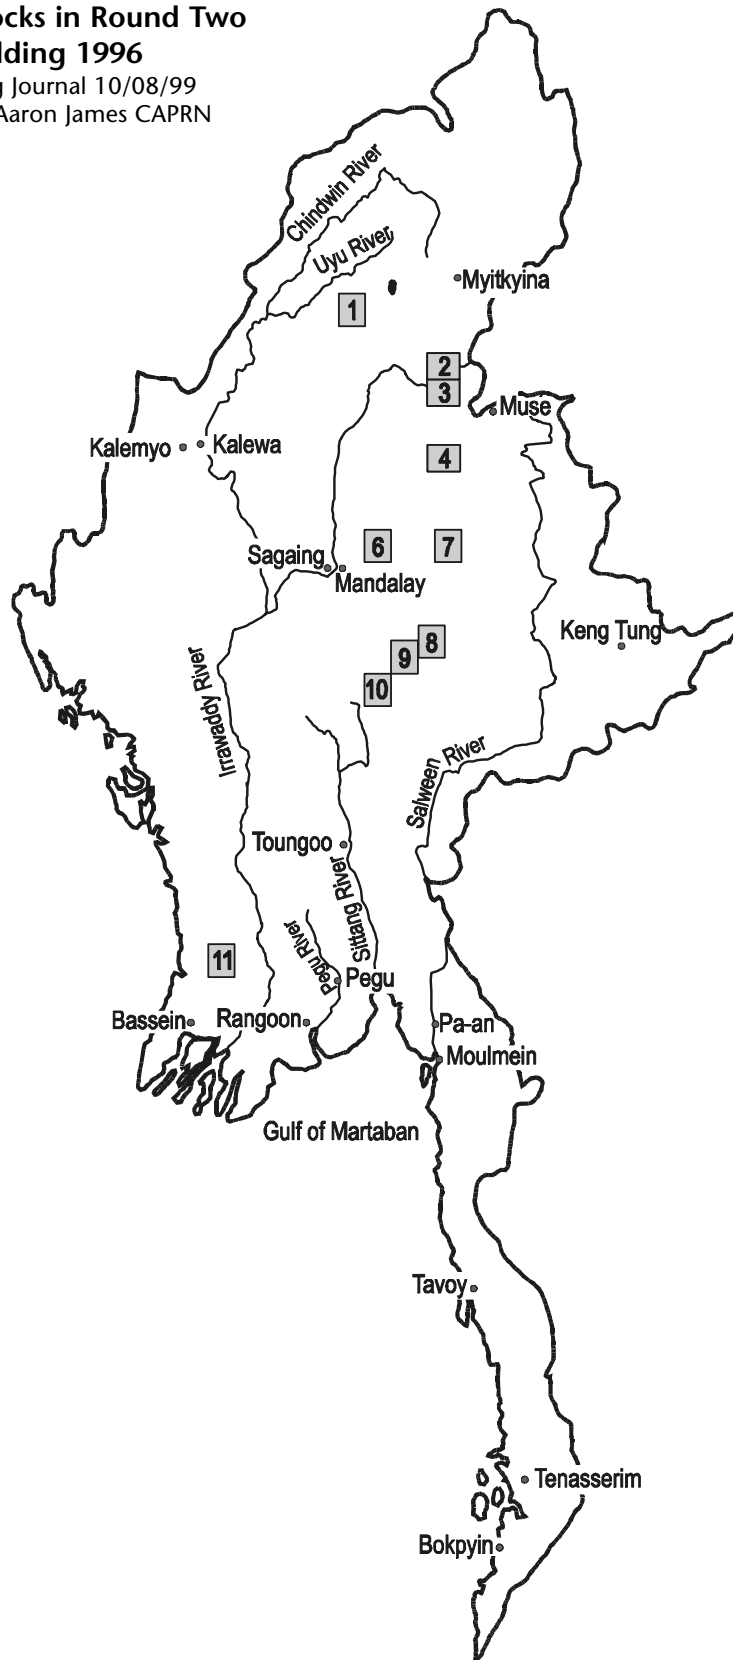 ocks in Round Two
lding 1996
g Journal 10/08/99
Aaron James CAPRN
Chindwin River
Uyu River
Myitkyina
1
2
3
Muse
Kalemyo
Kalewa
4
6
7
Sagaing
Mandalay
Keng Tung
8
9
10
Irrawaddy River
Salween River
Toungoo
Sittang River
Pegu River
11
Pegu
Bassein
Rangoon
Pa-an
Moulmein
Gulf of Martaban
Tavoy
Tenasserim
Bokpyin